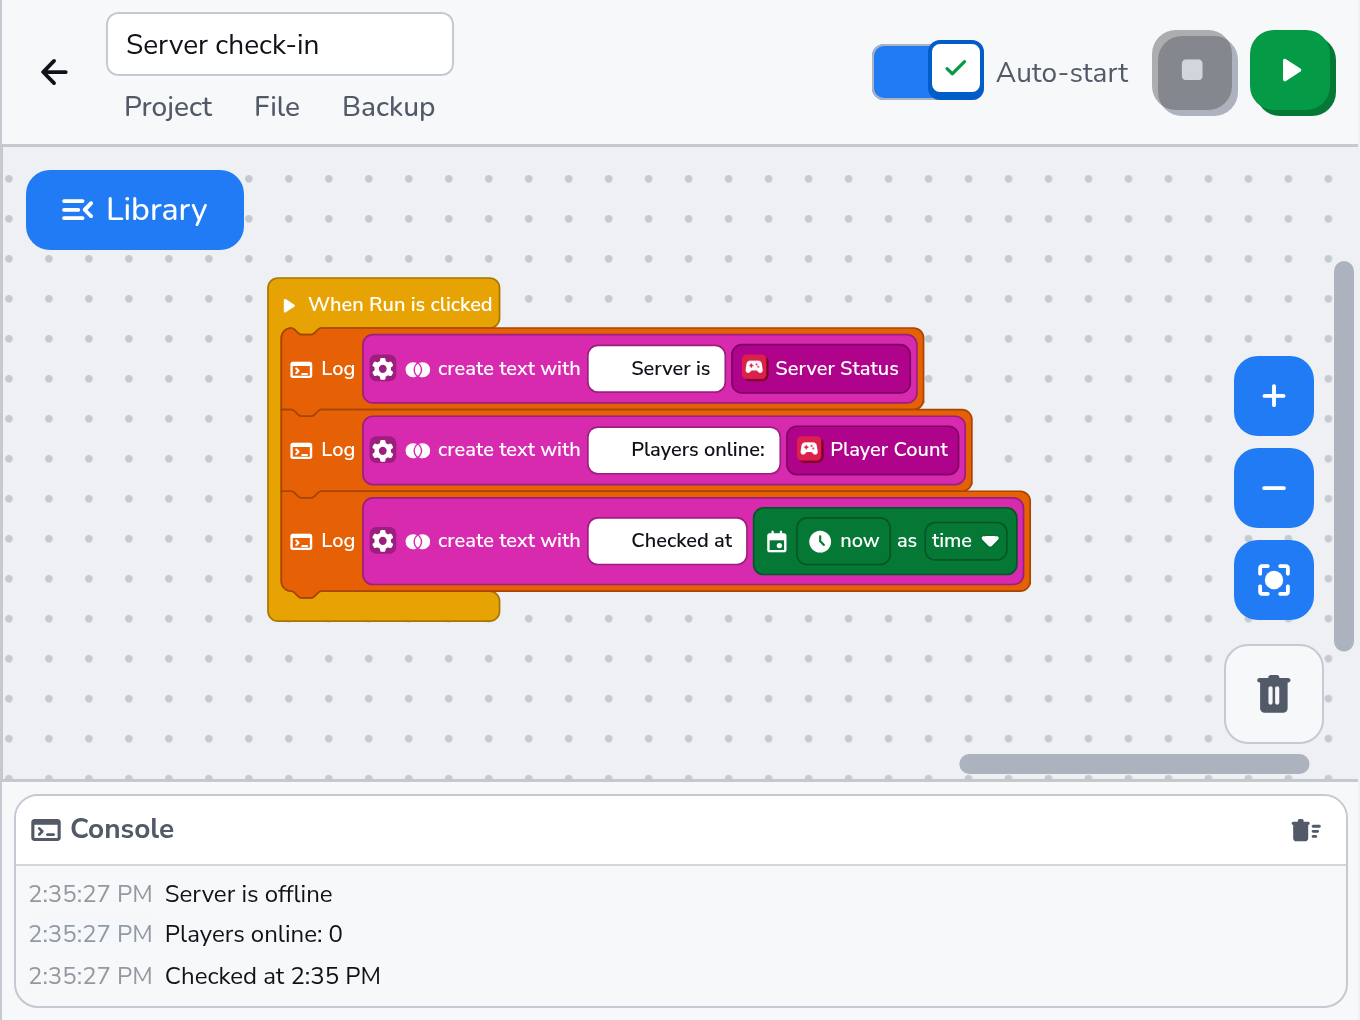 Server check-in
Project File Backup
Auto-start
Library
When Run is clicked
Log create text with Server is Server Status
Log create text with Players online: Player Count
Log create text with Checked at now as time
Console
2:35:27 PM Server is offline
2:35:27 PM Players online: 0
2:35:27 PM Checked at 2:35 PM